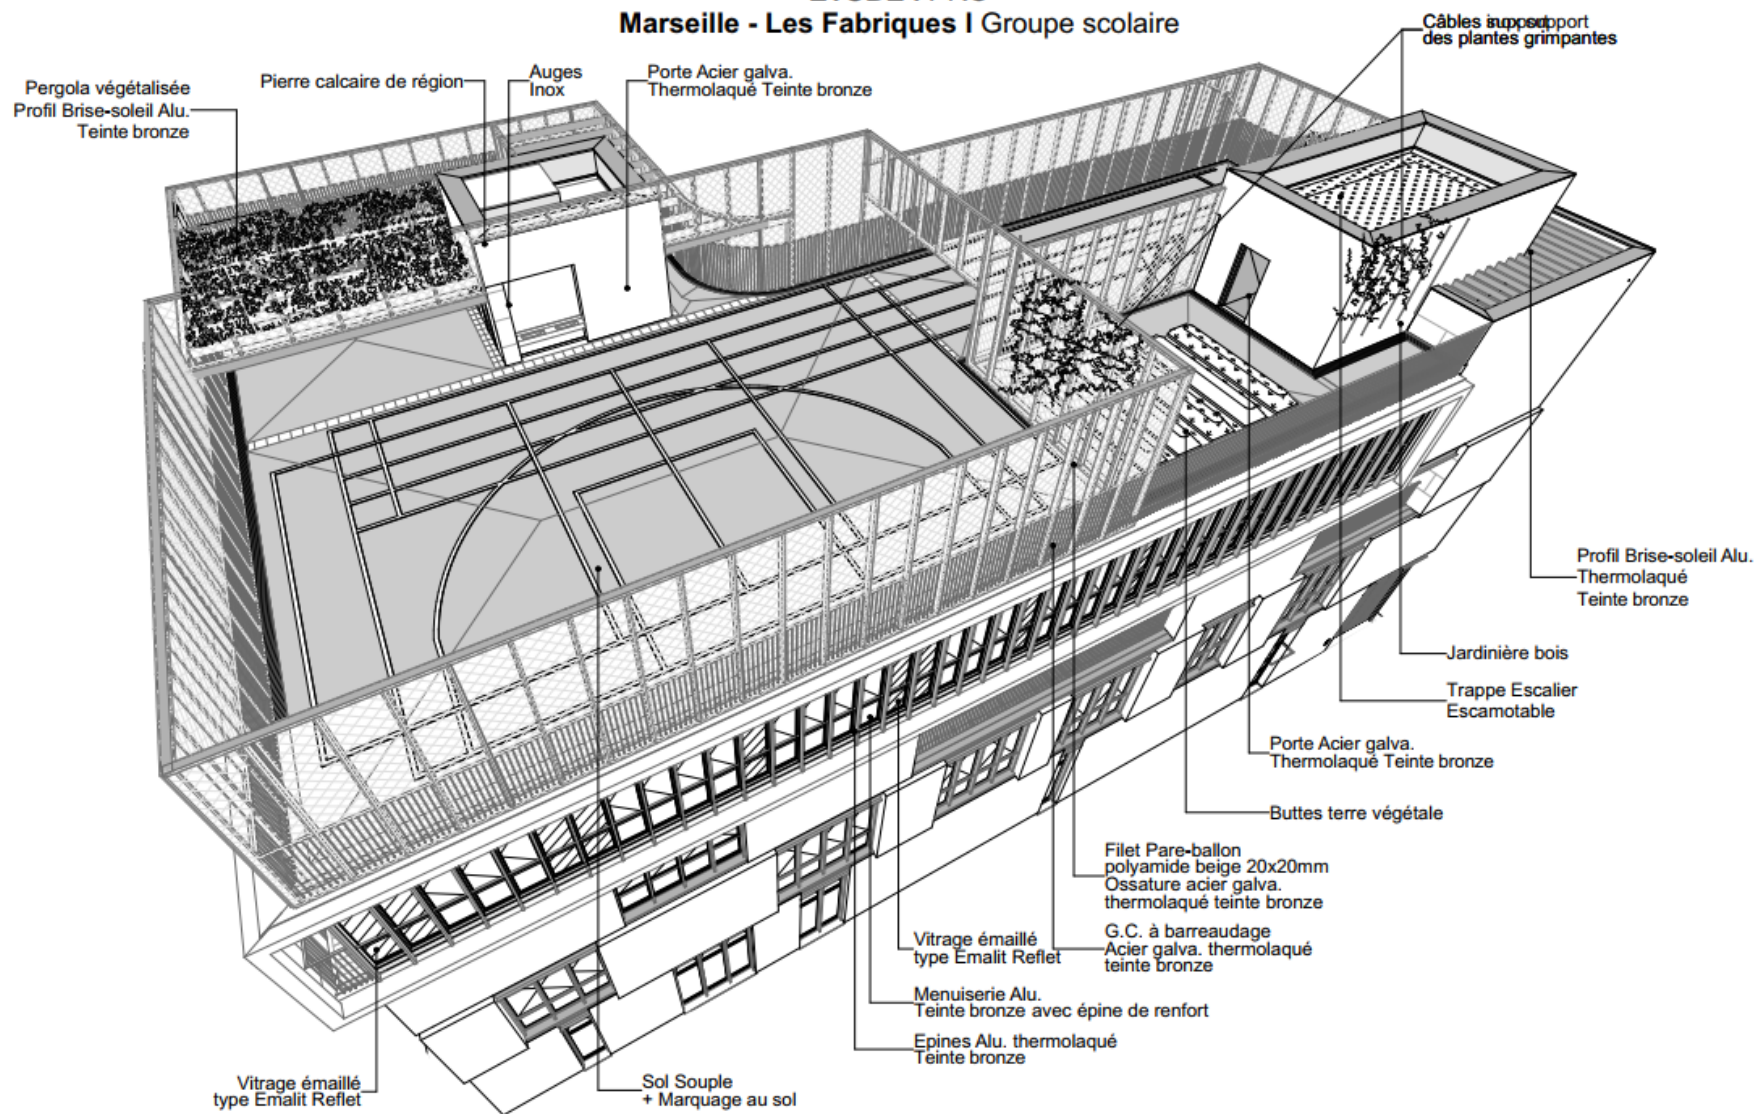 Marseille - Les Fabriques I Groupe scolaire
Câbles inox support
des plantes grimpantes
Pergola végétalisée
Profil Brise-soleil Alu.
Teinte bronze
Pierre calcaire de région
Auges
Inox
Porte Acier galva.
Thermolaqué Teinte bronze
Profil Brise-soleil Alu.
Thermolaqué
Teinte bronze
Jardinière bois
Trappe Escalier
Escamotable
Porte Acier galva.
Thermolaqué Teinte bronze
Buttes terre végétale
Filet Pare-ballon
polyamide beige 20x20mm
Ossature acier galva.
thermolaqué teinte bronze
G.C. à barreaudage
Acier galva. thermolaqué
teinte bronze
Vitrage émaillé
type Emalit Reflet
Menuiserie Alu.
Teinte bronze avec épine de renfort
Epines Alu. thermolaqué
Teinte bronze
Sol Souple
+ Marquage au sol
Vitrage émaillé
type Emalit Reflet